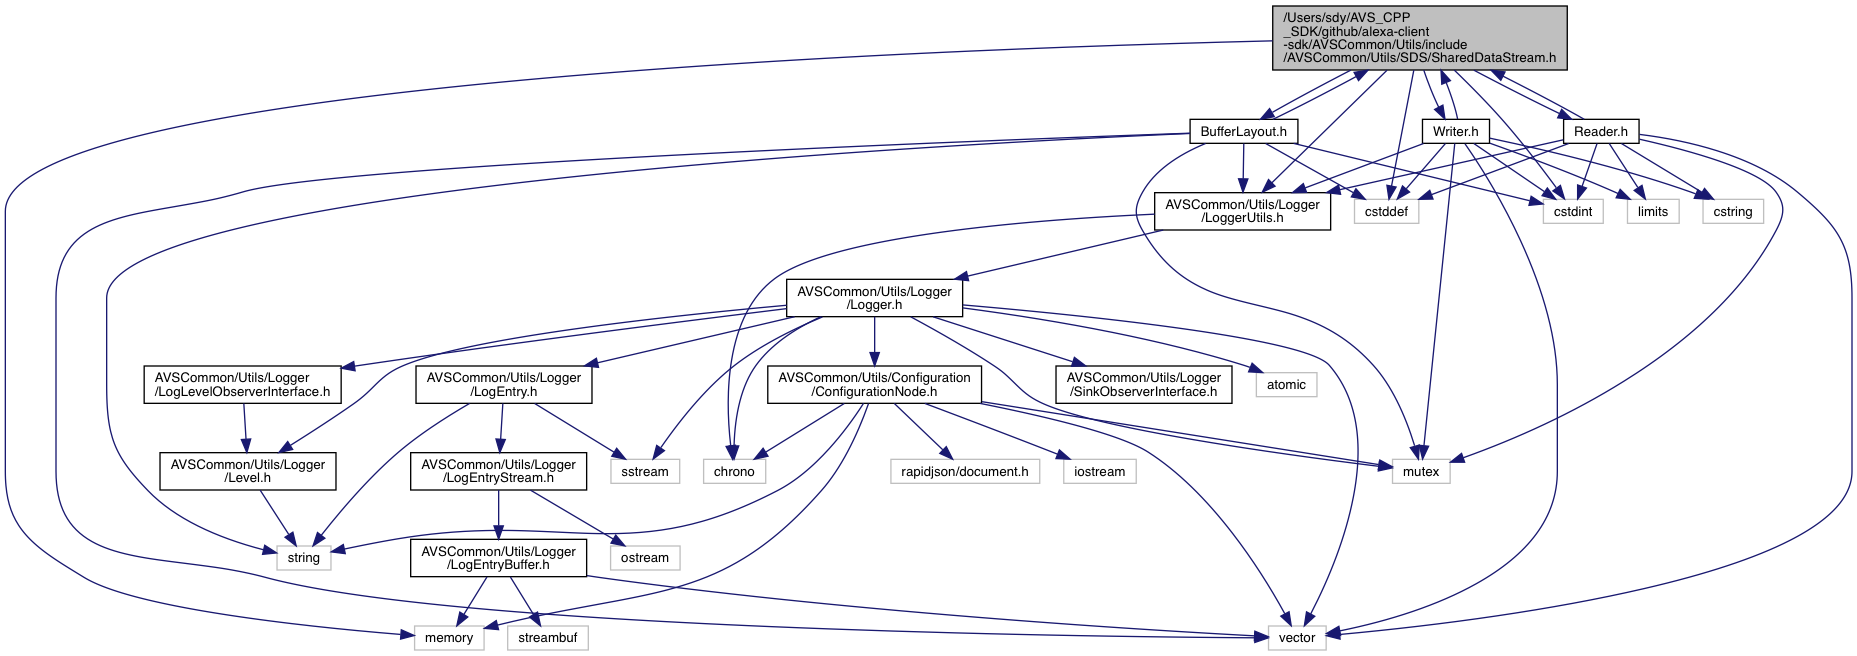 /Users/sdy/AVS_CPP
_SDK/github/alexa-client
-sdk/AVSCommon/Utils/include
/AVSCommon/Utils/SDS/SharedDataStream.h
BufferLayout.h
Writer.h
Reader.h
AVSCommon/Utils/Logger
/LoggerUtils.h
cstddef
cstdint
limits
cstring
AVSCommon/Utils/Logger
/Logger.h
AVSCommon/Utils/Logger
/LogLevelObserverInterface.h
AVSCommon/Utils/Logger
/LogEntry.h
AVSCommon/Utils/Configuration
/ConfigurationNode.h
AVSCommon/Utils/Logger
/SinkObserverInterface.h
atomic
AVSCommon/Utils/Logger
/Level.h
AVSCommon/Utils/Logger
/LogEntryStream.h
sstream
chrono
rapidjson/document.h
iostream
mutex
string
AVSCommon/Utils/Logger
/LogEntryBuffer.h
ostream
memory
streambuf
vector